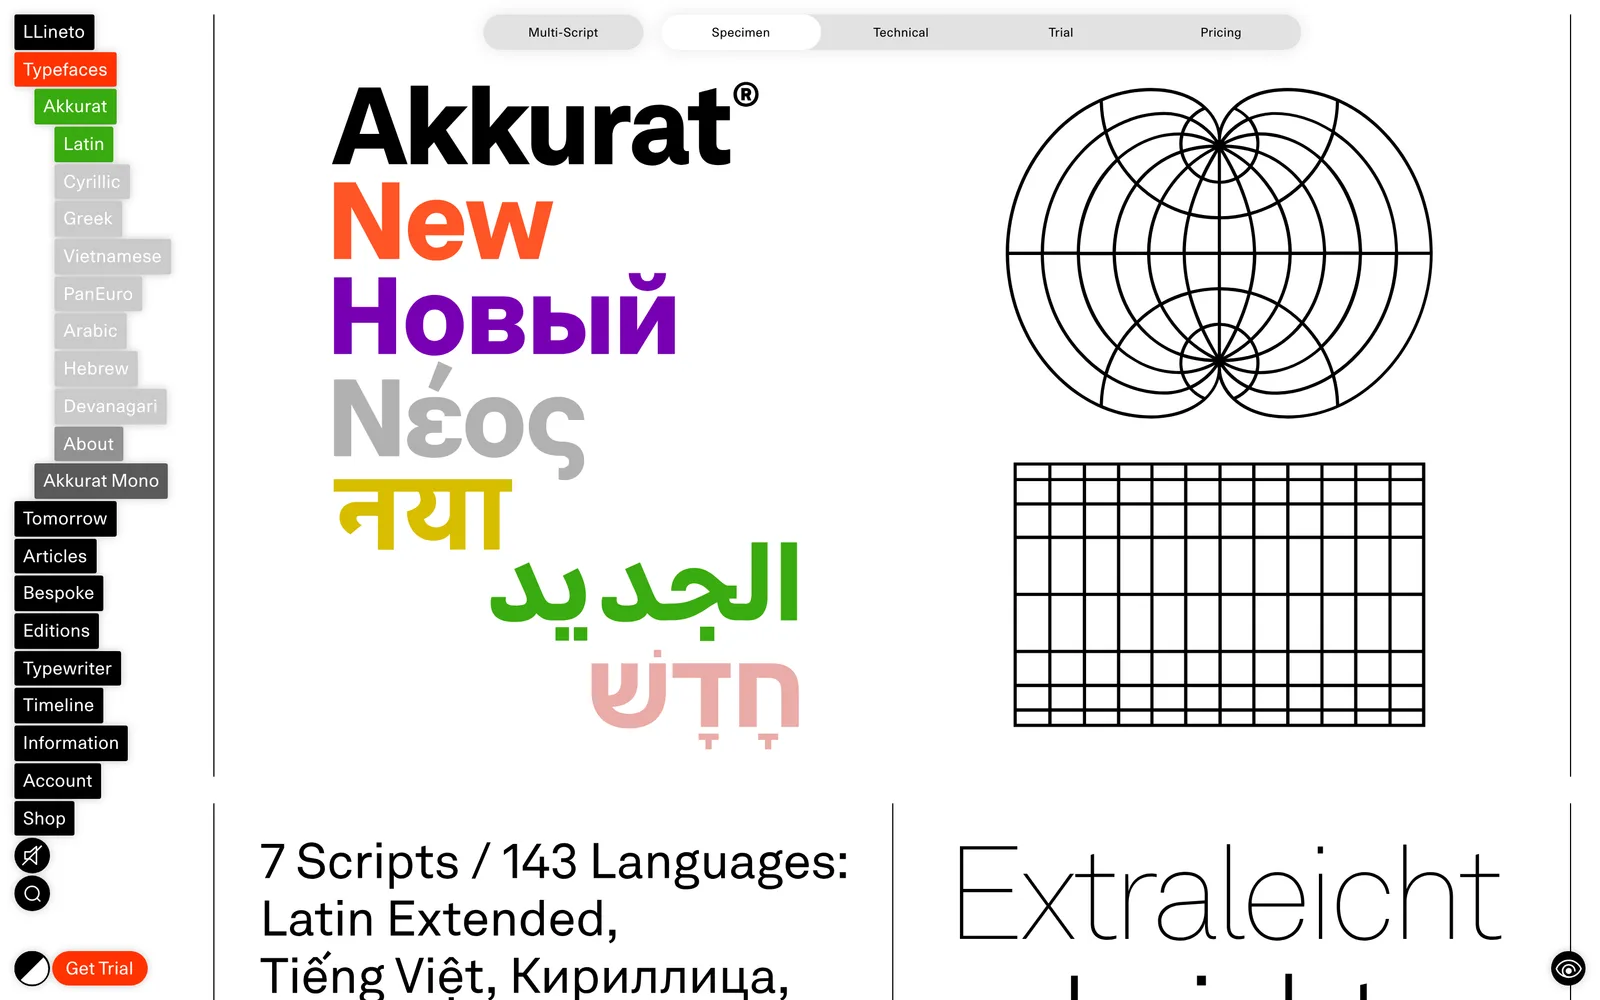 LLineto
Typefaces
Akkurat
Latin
Cyrillic
Greek
Vietnamese
PanEuro
Arabic
Hebrew
Devanagari
About
Akkurat Mono
Tomorrow
Articles
Bespoke
Editions
Typewriter
Timeline
Information
Account
Shop
Get Trial
Multi-Script
Specimen
Technical
Trial
Pricing
Akkurat®
New
Новый
Νέος
नया
الجديد
חָדָשׁ
7 Scripts / 143 Languages:
Latin Extended,
Tiếng Việt, Кириллица,
Extraleicht